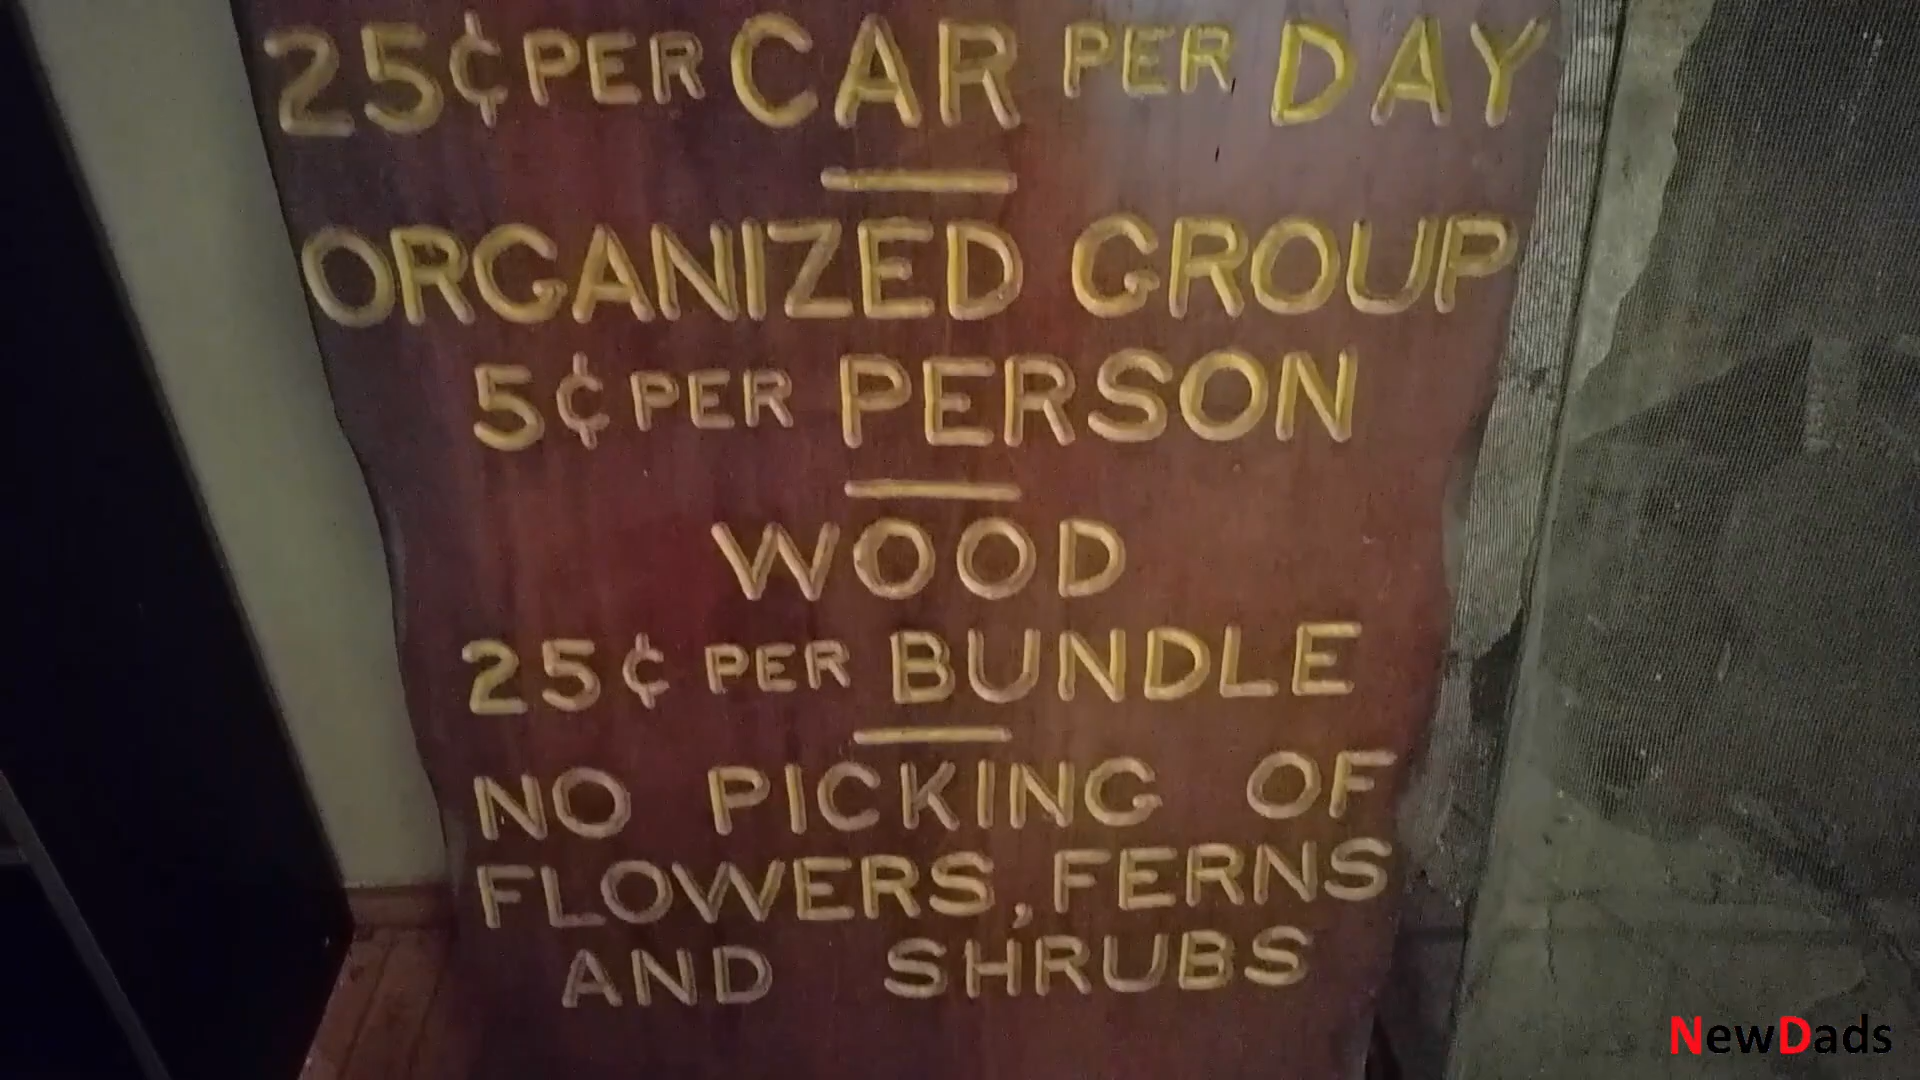 25¢ PER CAR PER DAY
ORGANIZED GROUP
5¢ PER PERSON
WOOD
25¢ PER BUNDLE
NO PICKING OF
FLOWERS, FERNS
AND SHRUBS
NewDads